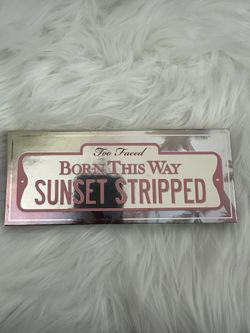 Too Faced
BORN THIS WAY
SUNSET STRIPPED